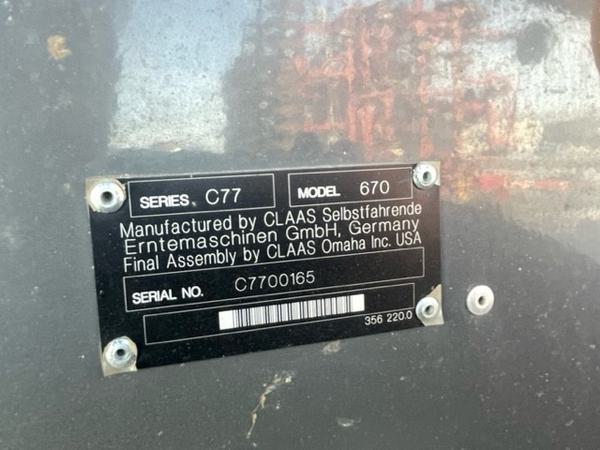 SERIES C77 MODEL 670
Manufactured by CLAAS Selbstfahrende
Erntemaschinen GmbH, Germany
Final Assembly by CLAAS Omaha Inc. USA
SERIAL NO. C7700165
356 220.0